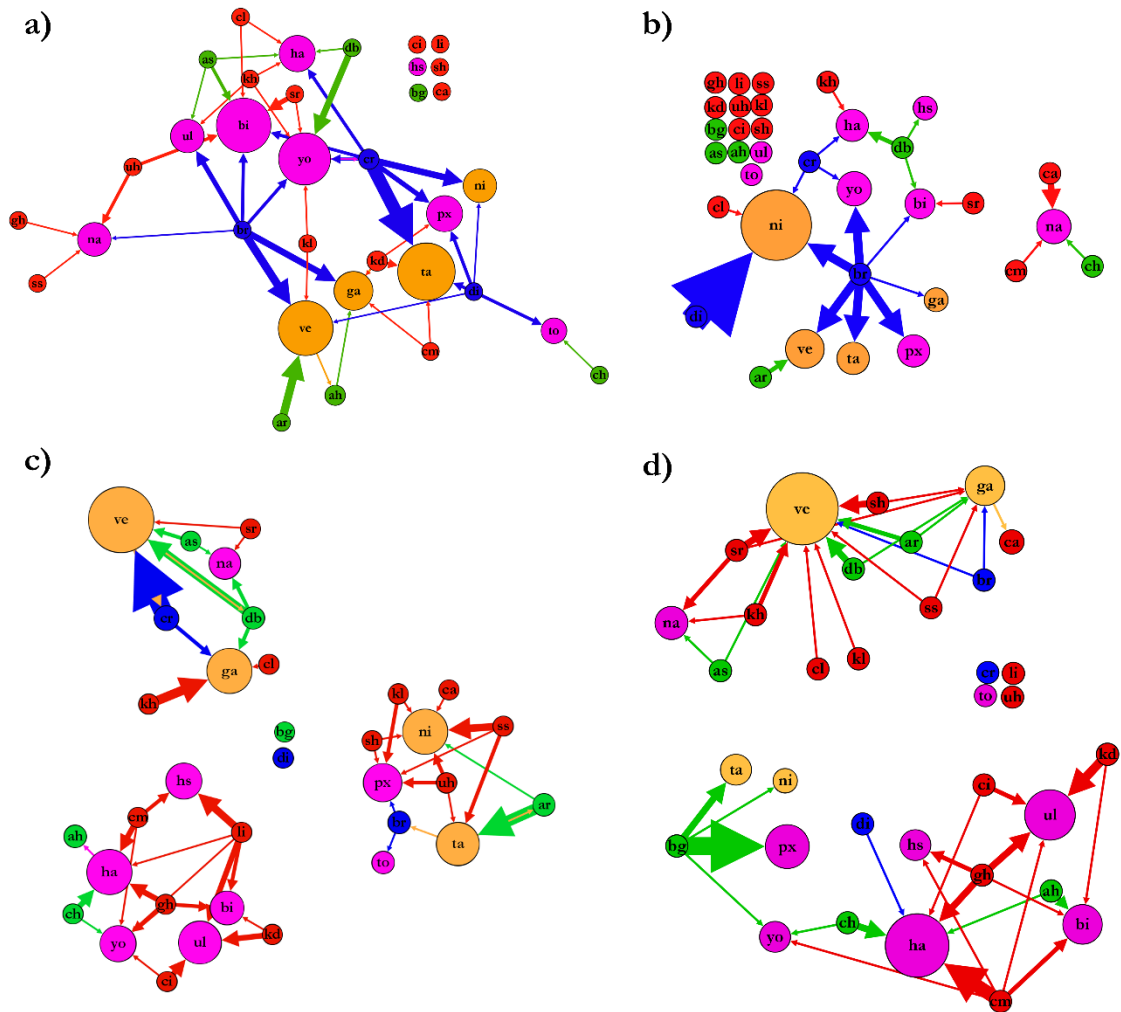 a)
cl
as
ha
db
kh
sr
ul
bi
yo
uh
cr
ni
px
gh
na
br
kl
kd
ta
ss
ga
di
ve
cm
to
ah
ch
ar
ci li
hs sh
bg ca
b)
gh li ss
kd uh kl
bg ci sh
as ah ul
to
kh
hs
ha
db
cr
yo
ca
cl
bi
sr
ni
na
br
cm
ch
di
ga
ve
ta
px
ar
c)
ve
sr
as
na
cr
db
ga
cl
kh
bg
di
kl
ca
ni
ss
sh
px
uh
ar
br
ta
to
hs
cm
li
ah
ha
ch
gh
bi
yo
ul
kd
ci
d)
ga
ve
sh
ar
ca
sr
db
br
ss
kh
na
as
cl
kl
cr li
to uh
ta
ni
kd
ci
di
ul
bg
px
hs
gh
ah
ch
bi
yo
ha
cm